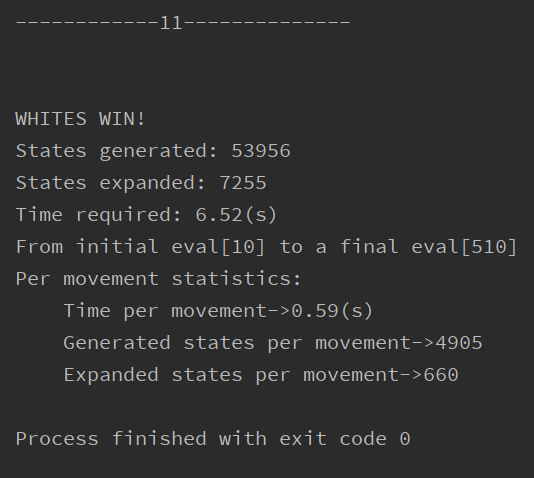 ------------11--------------
WHITES WIN!
States generated: 53956
States expanded: 7255
Time required: 6.52(s)
From initial eval[10] to a final eval[510]
Per movement statistics:
    Time per movement->0.59(s)
    Generated states per movement->4905
    Expanded states per movement->660
Process finished with exit code 0